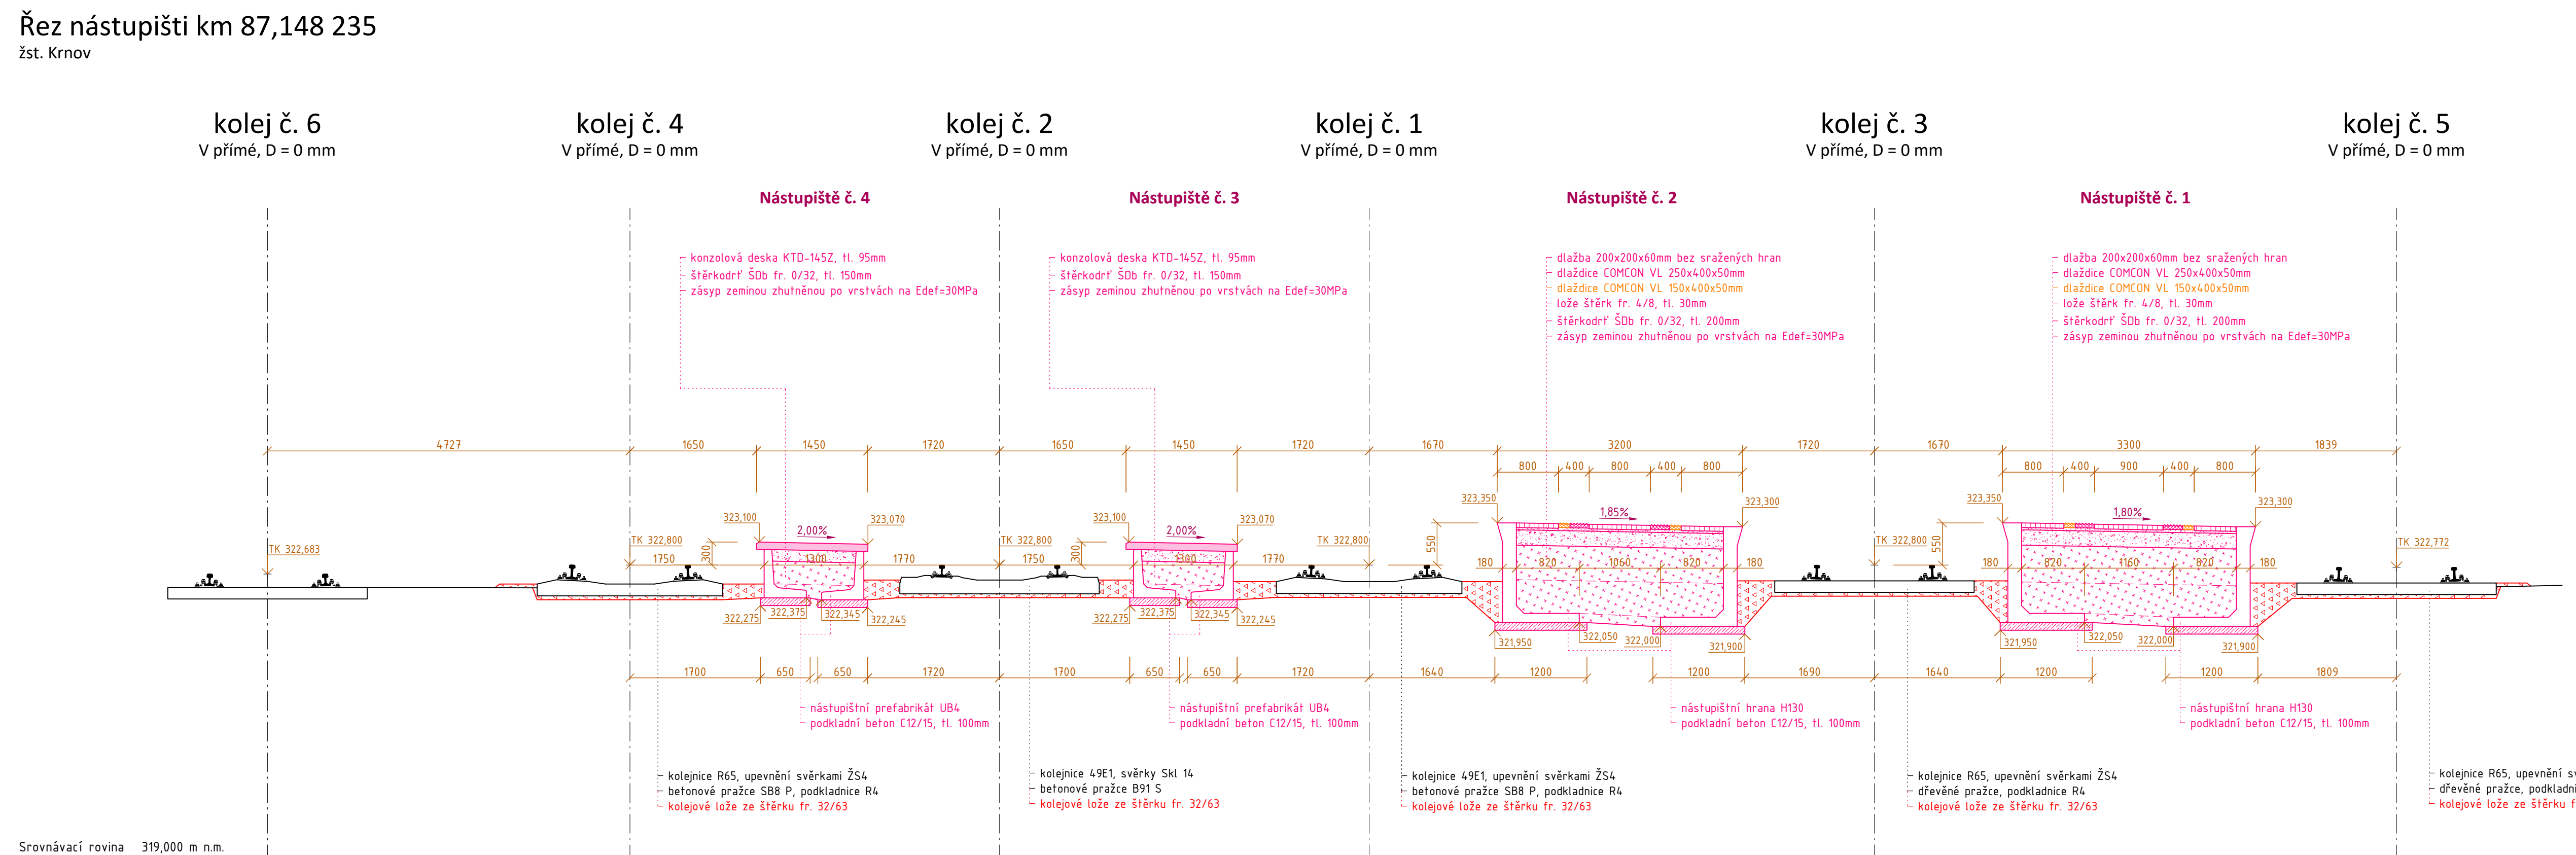 Řez nástupišti km 87,148 235
žst. Krnov
kolej č. 6
V přímé, D = 0 mm
kolej č. 4
V přímé, D = 0 mm
kolej č. 2
V přímé, D = 0 mm
kolej č. 1
V přímé, D = 0 mm
kolej č. 3
V přímé, D = 0 mm
kolej č. 5
V přímé, D = 0 mm
Nástupiště č. 4
Nástupiště č. 3
Nástupiště č. 2
Nástupiště č. 1
konzolová deska KTD-145Z, tl. 95mm
štěrkodrť ŠDb fr. 0/32, tl. 150mm
zásyp zeminou zhutněnou po vrstvách na Edef=30MPa
konzolová deska KTD-145Z, tl. 95mm
štěrkodrť ŠDb fr. 0/32, tl. 150mm
zásyp zeminou zhutněnou po vrstvách na Edef=30MPa
dlažba 200x200x60mm bez sražených hran
dlaždice COMCON VL 250x400x50mm
dlaždice COMCON VL 150x400x50mm
lože štěrk fr. 4/8, tl. 30mm
štěrkodrť ŠDb fr. 0/32, tl. 200mm
zásyp zeminou zhutněnou po vrstvách na Edef=30MPa
dlažba 200x200x60mm bez sražených hran
dlaždice COMCON VL 250x400x50mm
dlaždice COMCON VL 150x400x50mm
lože štěrk fr. 4/8, tl. 30mm
štěrkodrť ŠDb fr. 0/32, tl. 200mm
zásyp zeminou zhutněnou po vrstvách na Edef=30MPa
4727 1650 1450 1720 1650 1450 1720 1670 3200 1720 1670 3300 1839
800 400 800 400 800 800 400 900 400 800
323,350 323,300 323,350 323,300
323,100 2,00% 323,070 323,100 2,00% 323,070 1,85% 1,80%
TK 322,683 TK 322,800 300 TK 322,800 300 TK 322,800 550 TK 322,800 550 TK 322,772
1750 1300 1770 1750 1300 1770 180 820 1060 820 180 180 820 1160 820 180
322,275 322,375 322,345 322,245 322,275 322,375 322,345 322,245
321,950 322,050 322,000 321,900 321,950 322,050 322,000 321,900
1700 650 650 1720 1700 650 650 1720 1640 1200 1200 1690 1640 1200 1200 1809
nástupištní prefabrikát UB4
podkladní beton C12/15, tl. 100mm
nástupištní prefabrikát UB4
podkladní beton C12/15, tl. 100mm
nástupištní hrana H130
podkladní beton C12/15, tl. 100mm
nástupištní hrana H130
podkladní beton C12/15, tl. 100mm
kolejnice R65, upevnění svěrkami ŽS4
betonové pražce SB8 P, podkladnice R4
kolejové lože ze štěrku fr. 32/63
kolejnice 49E1, svěrky Skl 14
betonové pražce B91 S
kolejové lože ze štěrku fr. 32/63
kolejnice 49E1, upevnění svěrkami ŽS4
betonové pražce SB8 P, podkladnice R4
kolejové lože ze štěrku fr. 32/63
kolejnice R65, upevnění svěrkami ŽS4
dřevěné pražce, podkladnice R4
kolejové lože ze štěrku fr. 32/63
kolejnice R65, upevnění
dřevěné pražce,
kolejové lože ze štěrku
Srovnávací rovina 319,000 m n.m.